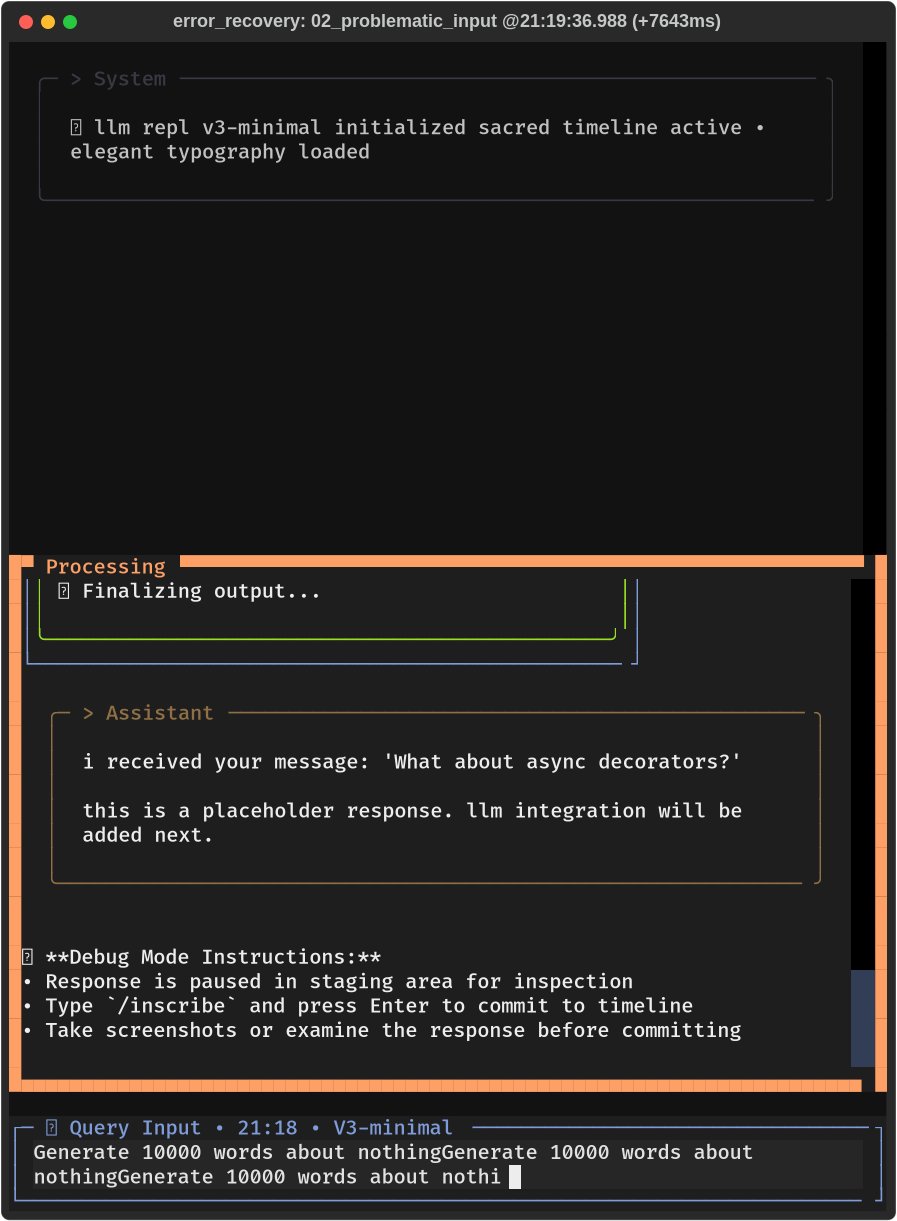 error_recovery: 02_problematic_input @21:19:36.988 (+7643ms)
> System
llm repl v3-minimal initialized sacred timeline active •
elegant typography loaded
Processing
Finalizing output...
> Assistant
i received your message: 'What about async decorators?'
this is a placeholder response. llm integration will be
added next.
**Debug Mode Instructions:**
• Response is paused in staging area for inspection
• Type `/inscribe` and press Enter to commit to timeline
• Take screenshots or examine the response before committing
Query Input • 21:18 • V3-minimal
Generate 10000 words about nothingGenerate 10000 words about
nothingGenerate 10000 words about nothi